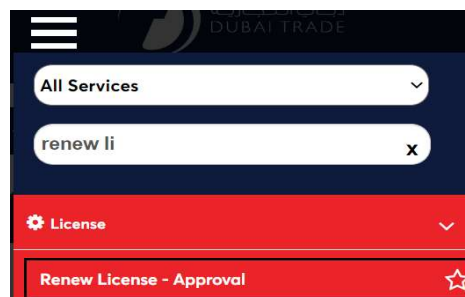 DUBAI TRADE
All Services
renew li
x
License
Renew License - Approval